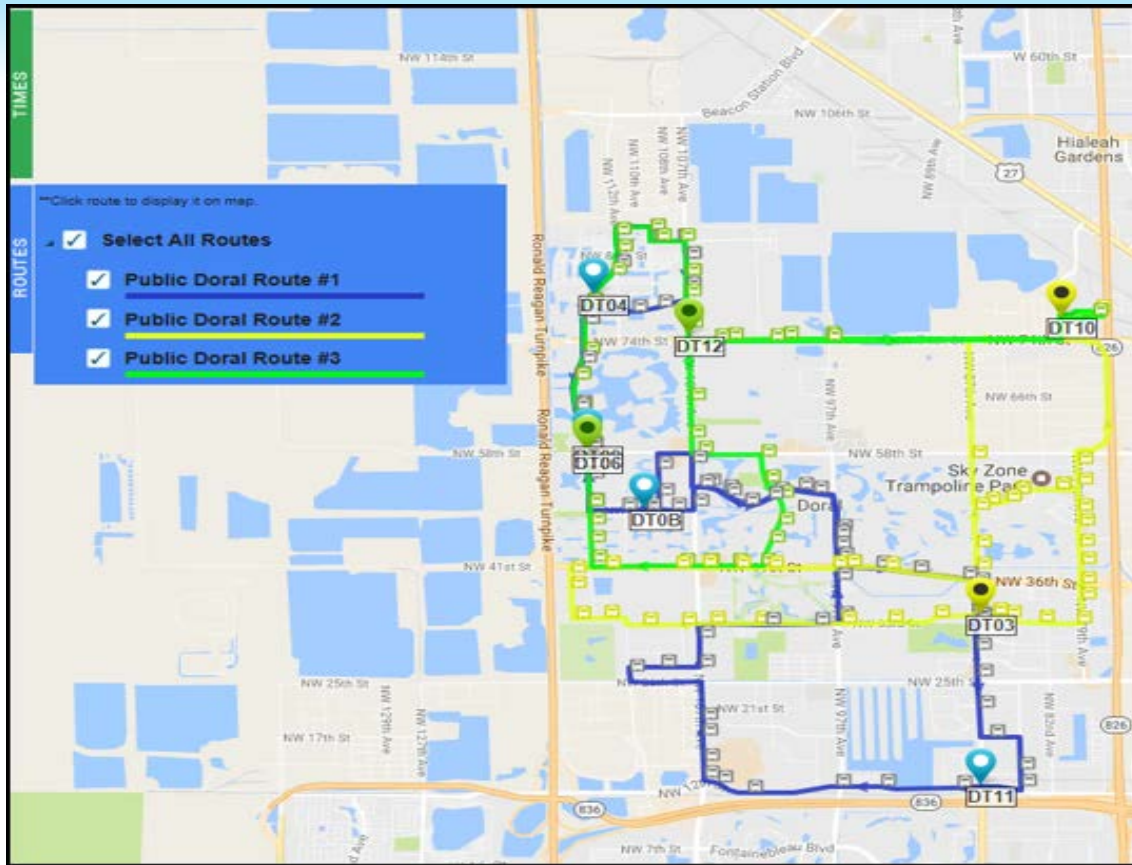 TIMES
ROUTES
**Click route to display it on map.
Select All Routes
Public Doral Route #1
Public Doral Route #2
Public Doral Route #3
NW 114th St
W 60th St
Beacon Station Blvd
NW 106th St
Hialeah
Gardens
27
NW 107th Ave
NW 108th Ave
NW 110th Ave
NW 112th Ave
Ronald Reagan Turnpike
DT04
DT10
DT12
NW 74th St
826
NW 66th St
NW 97th Ave
Ronald Reagan Turnpike
NW 58th St
DT06
NW 58th St
Sky Zone
Trampoline
DT0B
Doral
NW 41st St
NW 36th St
DT03
NW 25th St
NW 25th St
NW 21st St
NW 129th Ave
NW 127th Ave
NW 17th St
NW 97th Ave
NW 82nd Ave
826
DT11
836
836
NW 7th St
Fontainebleau Blvd